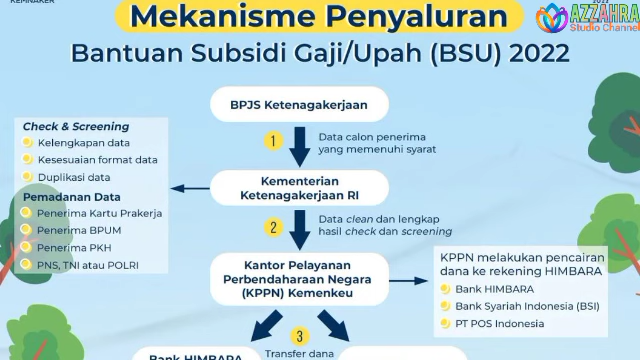 KEMNAKER
2022
AZZAHRA
Studio Channel
Mekanisme Penyaluran
Bantuan Subsidi Gaji/Upah (BSU) 2022
BPJS Ketenagakerjaan
1
Data calon penerima
yang memenuhi syarat
Check & Screening
Kelengkapan data
Kesesuaian format data
Duplikasi data
Pemadanan Data
Penerima Kartu Prakerja
Penerima BPUM
Penerima PKH
PNS, TNI atau POLRI
Kementerian
Ketenagakerjaan RI
2
Data clean dan lengkap
hasil check dan screening
Kantor Pelayanan
Perbendaharaan Negara
(KPPN) Kemenkeu
KPPN melakukan pencairan
dana ke rekening HIMBARA
Bank HIMBARA
Bank Syariah Indonesia (BSI)
PT POS Indonesia
3
Transfer dana
Bank HIMBARA